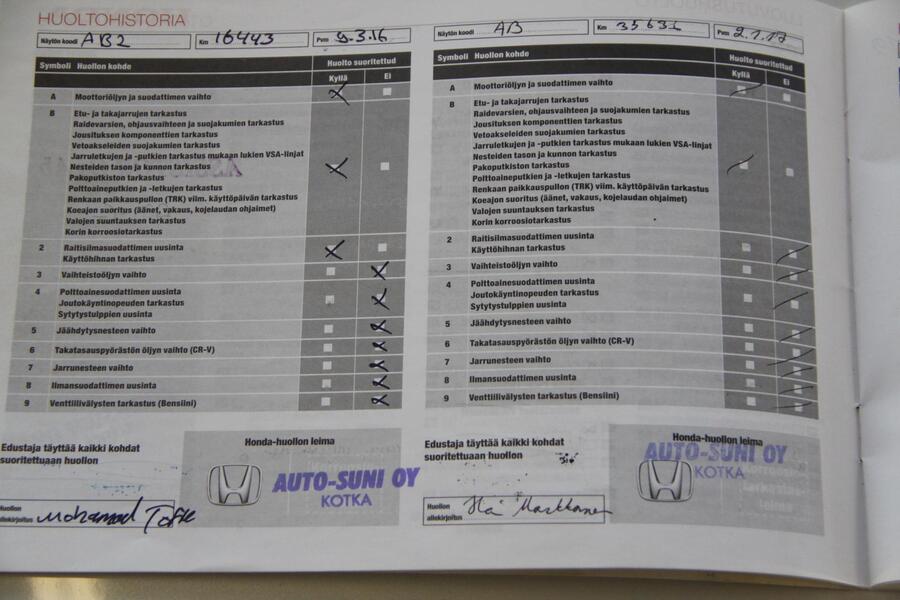 HUOLTOHISTORIA
Näytön koodi AB2 Km 16443 Pvm 9.3.16
Symboli Huollon kohde Huolto suoritettud
Kyllä Ei
A Moottoriöljyn ja suodattimen vaihto
B Etu- ja takajarrujen tarkastus
Raidevarsien, ohjausvaihteen ja suojakumien tarkastus
Jousituksen komponenttien tarkastus
Vetoakseleiden suojakumien tarkastus
Jarruletkujen ja -putkien tarkastus mukaan lukien VSA-linjat
Nesteiden tason ja kunnon tarkastus
Pakoputkiston tarkastus
Polttoaineputkien ja -letkujen tarkastus
Renkaan paikkauspullon (TRK) viim. käyttöpäivän tarkastus
Koeajon suoritus (äänet, vakaus, kojelaudan ohjaimet)
Valojen suuntauksen tarkastus
Korin korroosiotarkastus
2 Raitisilmasuodattimen uusinta
Käyttöhihnan tarkastus
3 Vaihteistoöljyn vaihto
4 Polttoainesuodattimen uusinta
Joutokäyntinopeuden tarkastus
Sytytystulppien uusinta
5 Jäähdytysnesteen vaihto
6 Takatasauspyörästön öljyn vaihto (CR-V)
7 Jarrunesteen vaihto
8 Ilmansuodattimen uusinta
9 Venttiilivälysten tarkastus (Bensiini)
Edustaja täyttää kaikki kohdat
suoritettuaan huollon
Honda-huollon leima
AUTO-SUNI OY
KOTKA
Huollon
allekirjoitus Mohamad
Näytön koodi AB Km 35631 Pvm 2.1.17
Symboli Huollon kohde Huolto suoritettud
Kyllä Ei
A Moottoriöljyn ja suodattimen vaihto
B Etu- ja takajarrujen tarkastus
Raidevarsien, ohjausvaihteen ja suojakumien tarkastus
Jousituksen komponenttien tarkastus
Vetoakseleiden suojakumien tarkastus
Jarruletkujen ja -putkien tarkastus mukaan lukien VSA-linjat
Nesteiden tason ja kunnon tarkastus
Pakoputkiston tarkastus
Polttoaineputkien ja -letkujen tarkastus
Renkaan paikkauspullon (TRK) viim. käyttöpäivän tarkastus
Koeajon suoritus (äänet, vakaus, kojelaudan ohjaimet)
Valojen suuntauksen tarkastus
Korin korroosiotarkastus
2 Raitisilmasuodattimen uusinta
Käyttöhihnan tarkastus
3 Vaihteistoöljyn vaihto
4 Polttoainesuodattimen uusinta
Joutokäyntinopeuden tarkastus
Sytytystulppien uusinta
5 Jäähdytysnesteen vaihto
6 Takatasauspyörästön öljyn vaihto (CR-V)
7 Jarrunesteen vaihto
8 Ilmansuodattimen uusinta
9 Venttiilivälysten tarkastus (Bensiini)
Edustaja täyttää kaikki kohdat
suoritettuaan huollon
Honda-huollon leima
AUTO-SUNI OY
KOTKA
Huollon
allekirjoitus Markkanen